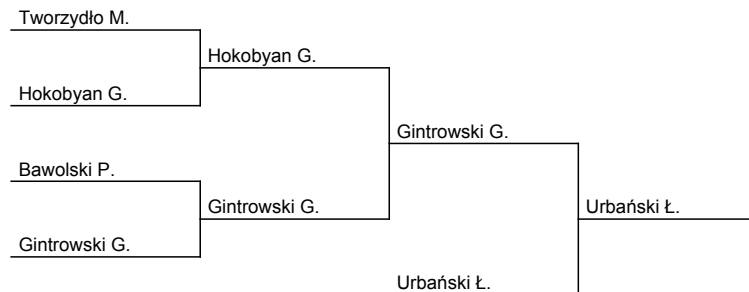 Tworzydło M.
Hokobyan G.
Hokobyan G.
Gintrowski G.
Bawolski P.
Gintrowski G.
Urbański Ł.
Gintrowski G.
Urbański Ł.